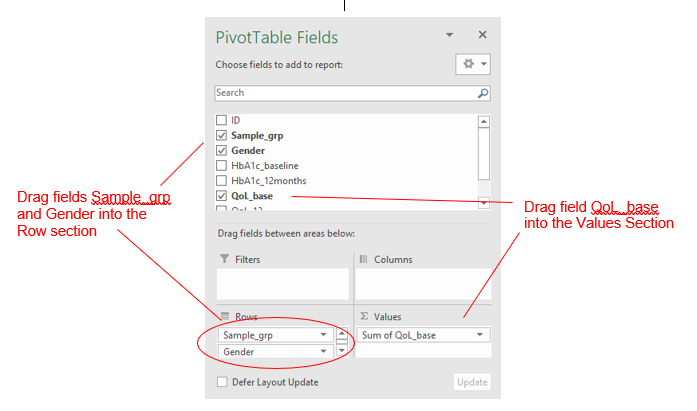 PivotTable Fields
Choose fields to add to report:
Search
ID
Sample_grp
Gender
HbA1c_baseline
HbA1c_12months
QoL_base
Drag fields Sample_grp
and Gender into the
Row section
Drag field QoL_base
into the Values Section
Drag fields between areas below:
Filters
Columns
Rows
Σ Values
Sample_grp
Gender
Sum of QoL_base
Defer Layout Update
Update